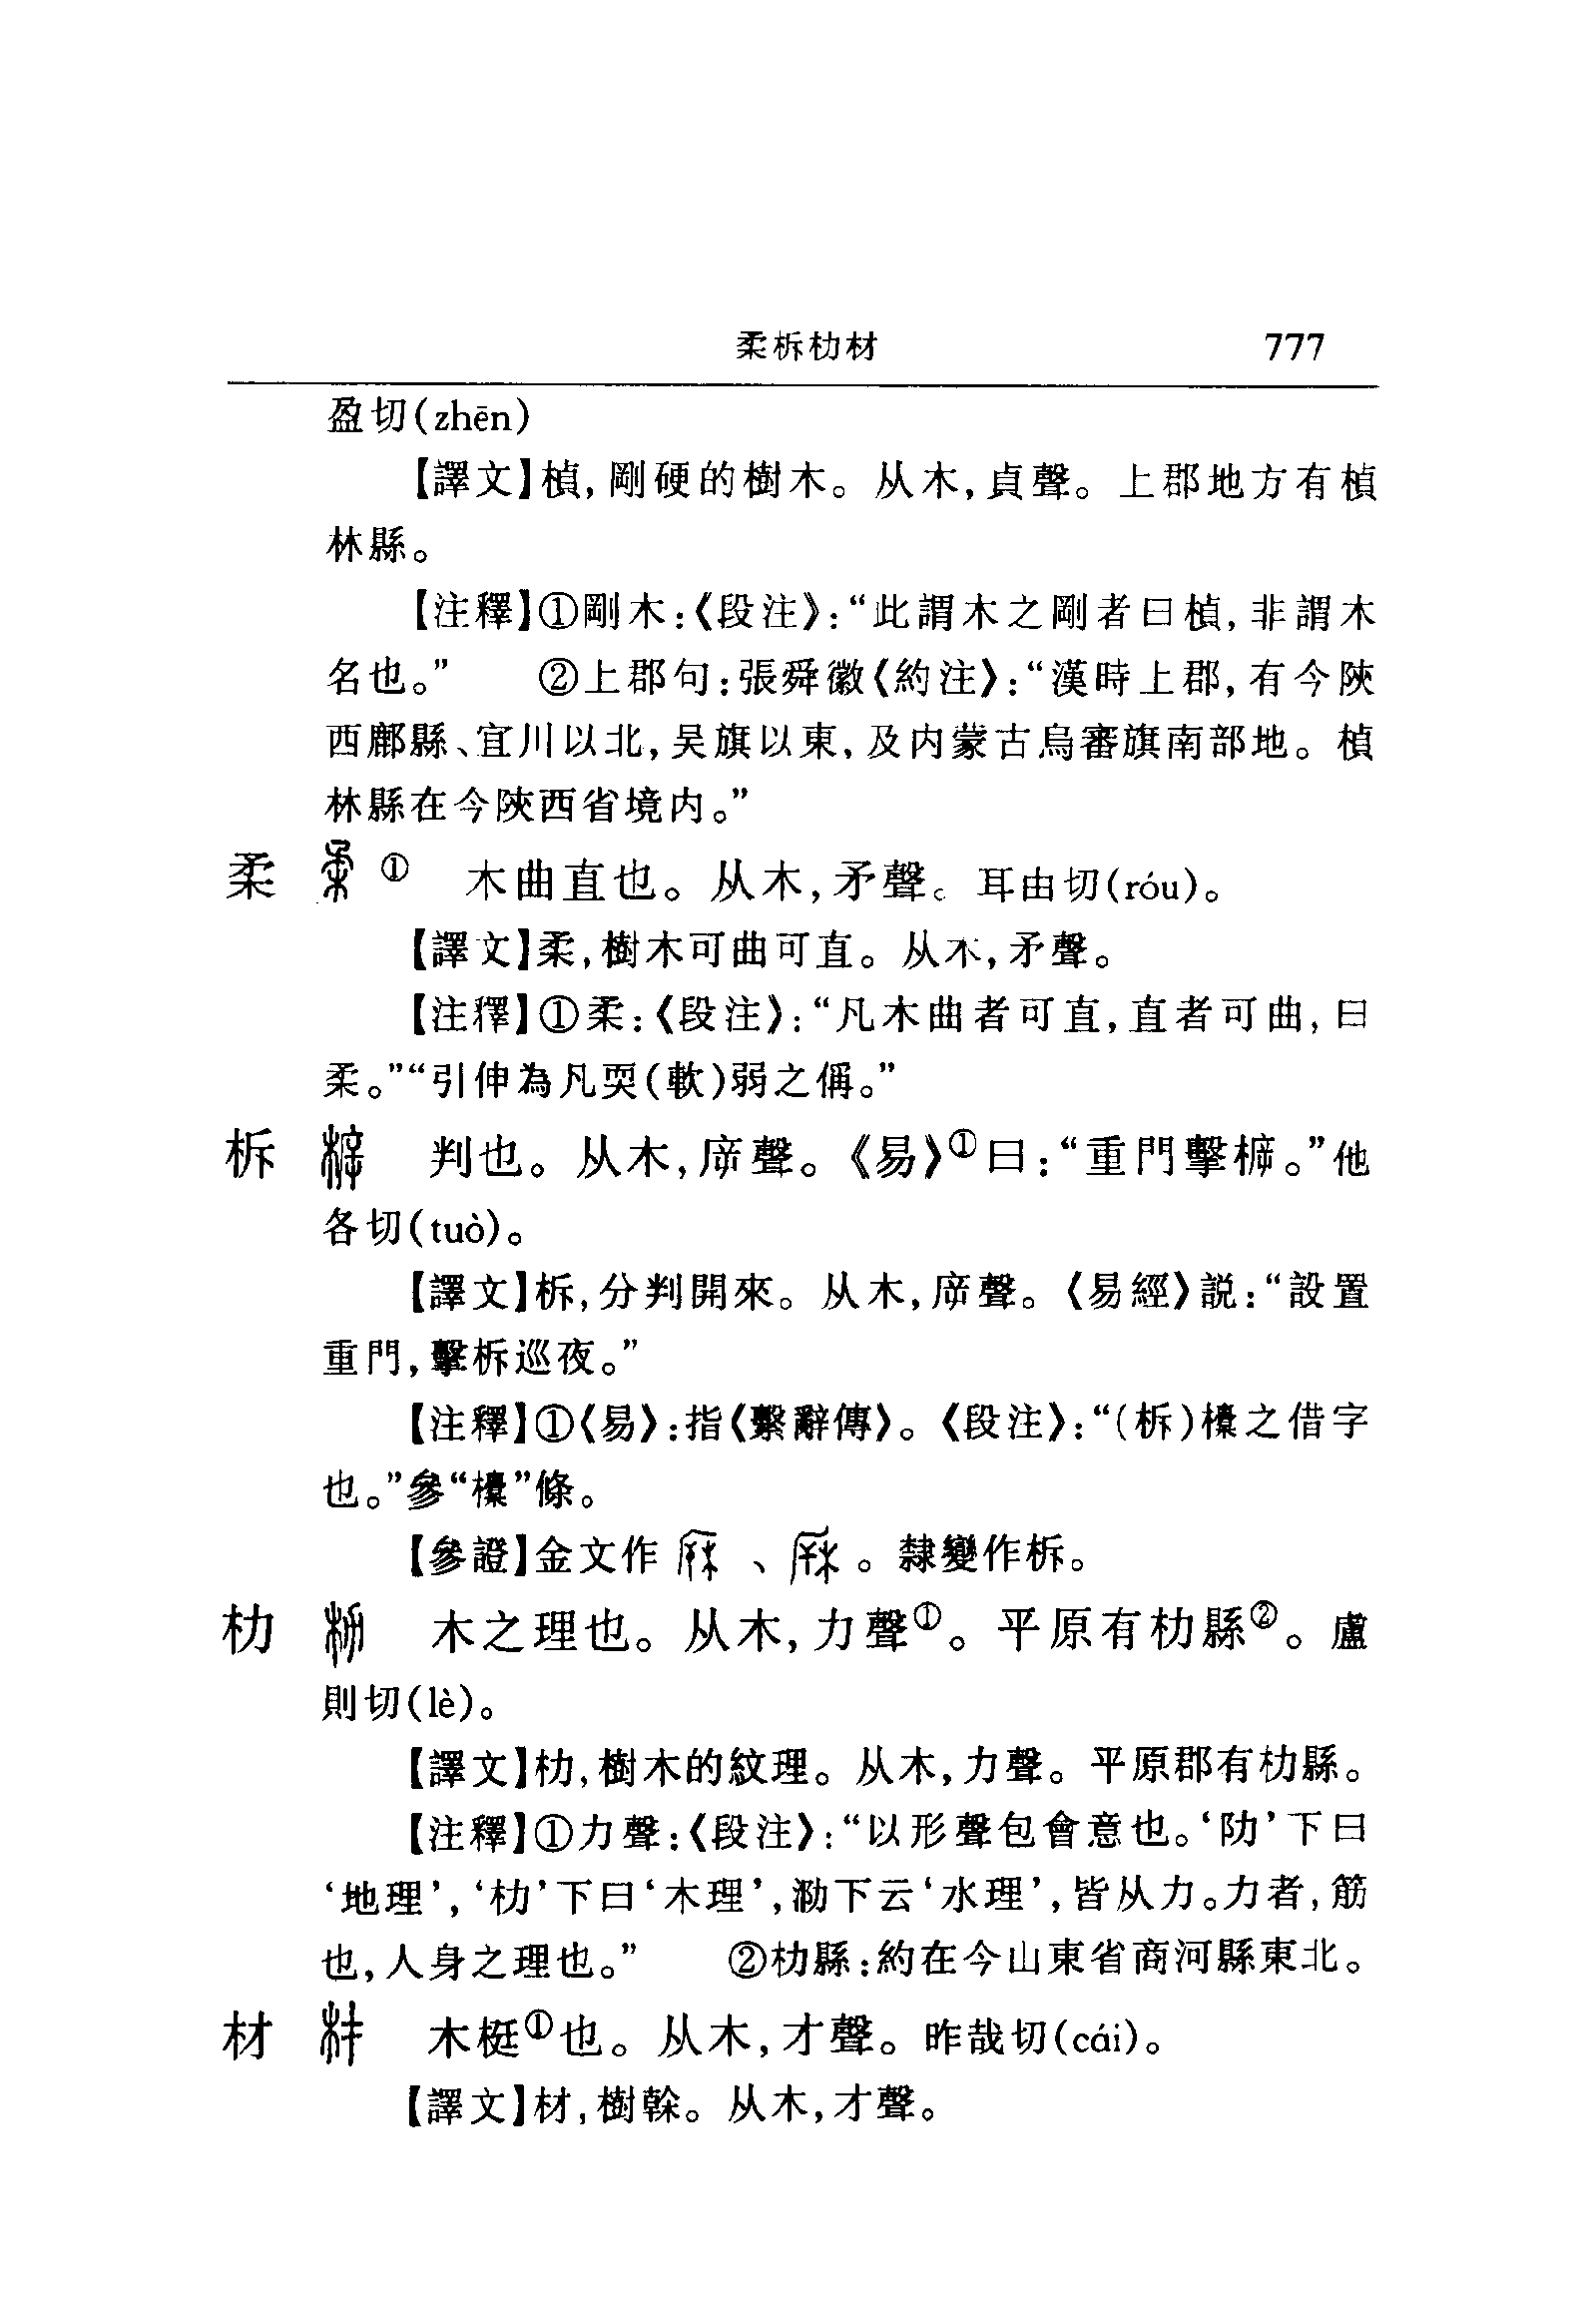 柔柝朸材 777
盈切(zhēn)
【譯文】楨,剛硬的樹木。从木,貞聲。上郡地方有楨
林縣。
【注釋】①剛木:《段注》:“此謂木之剛者曰楨,非謂木
名也。” ②上郡句:張舜徽《約注》:“漢時上郡,有今陝
西鄜縣、宜川以北,吴旗以東,及内蒙古烏審旗南部地。楨
林縣在今陝西省境内。”
柔 ① 木曲直也。从木,矛聲。耳由切(róu)。
【譯文】柔,樹木可曲可直。从木,矛聲。
【注釋】①柔:《段注》:“凡木曲者可直,直者可曲,曰
柔。”“引伸為凡耎(軟)弱之偁。”
柝 判也。从木,㡿聲。《易》①曰:“重門擊㯉。”他
各切(tuò)。
【譯文】柝,分判開來。从木,㡿聲。《易經》説:“設置
重門,擊柝巡夜。”
【注釋】①《易》:指《繫辭傳》。《段注》:“(柝)欜之借字
也。”參“欜”條。
【參證】金文作 、 。隸變作柝。
朸 木之理也。从木,力聲①。平原有朸縣②。盧
則切(lè)。
【譯文】朸,樹木的紋理。从木,力聲。平原郡有朸縣。
【注釋】①力聲:《段注》:“以形聲包會意也。‘阞’下曰
‘地理’,‘朸’下曰‘木理’,泐下云‘水理’,皆从力。力者,筋
也,人身之理也。” ②朸縣:約在今山東省商河縣東北。
材 木梃①也。从木,才聲。昨哉切(cái)。
【譯文】材,樹榦。从木,才聲。